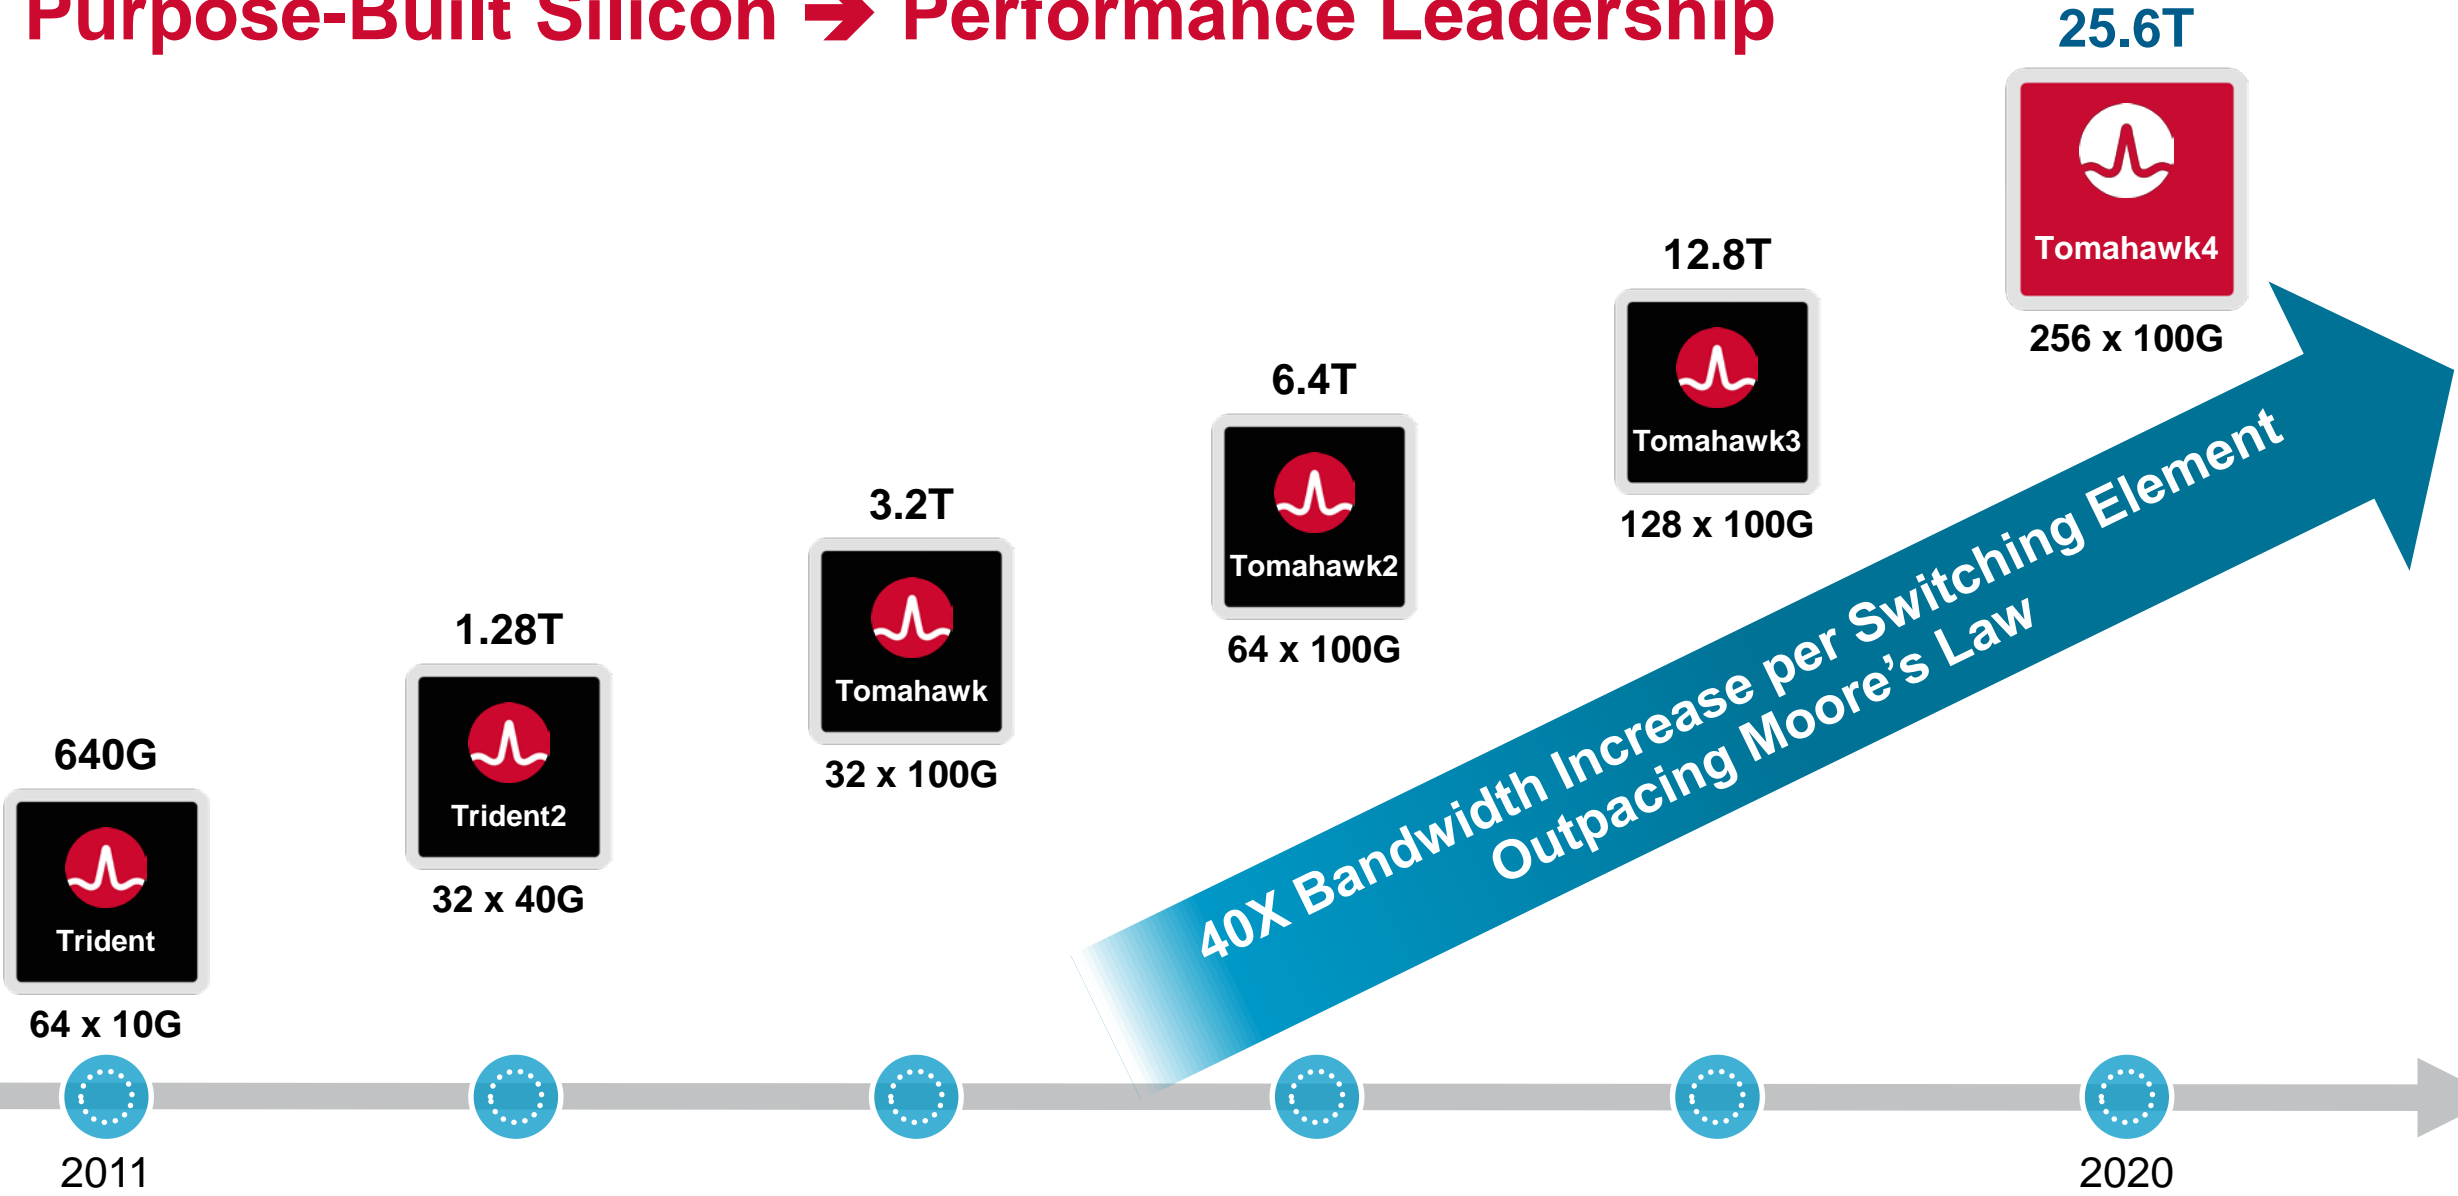 Purpose-Built Silicon ➔ Performance Leadership
25.6T
Tomahawk4
256 x 100G
12.8T
Tomahawk3
128 x 100G
6.4T
Tomahawk2
64 x 100G
3.2T
Tomahawk
32 x 100G
1.28T
Trident2
32 x 40G
640G
Trident
64 x 10G
40X Bandwidth Increase per Switching Element
Outpacing Moore’s Law
2011
2020